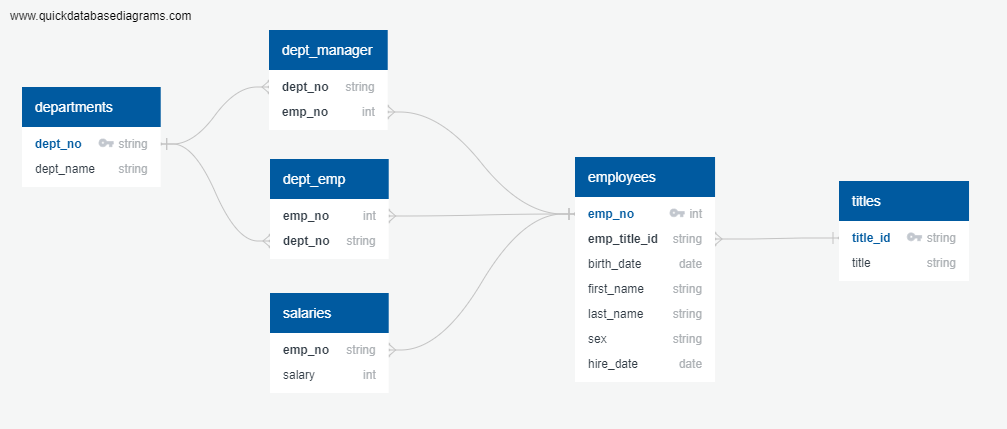 www.quickdatabasediagrams.com
departments
dept_no string
dept_name string
dept_manager
dept_no string
emp_no int
dept_emp
emp_no int
dept_no string
salaries
emp_no string
salary int
employees
emp_no int
emp_title_id string
birth_date date
first_name string
last_name string
sex string
hire_date date
titles
title_id string
title string